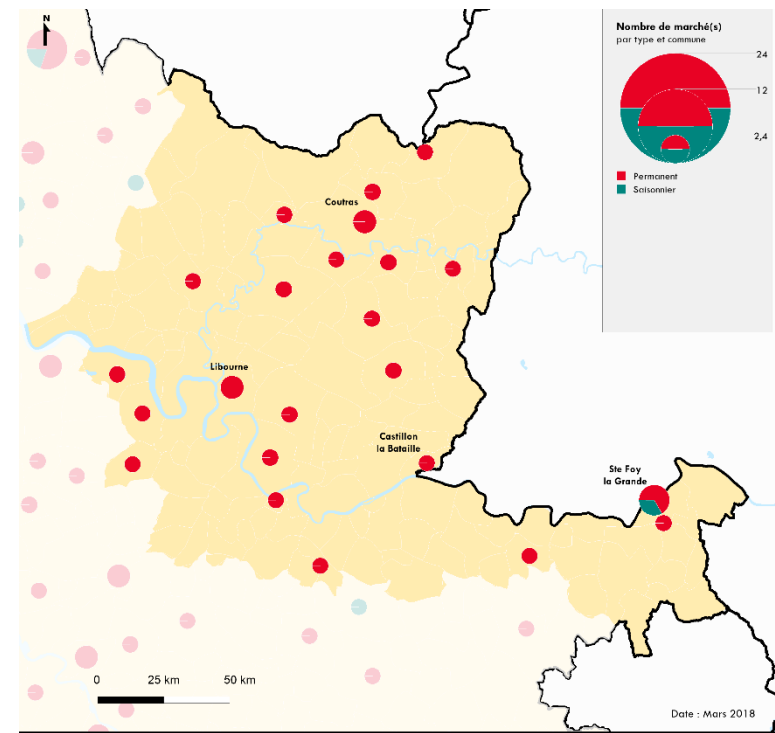 N
Nombre de marché(s)
par type et commune
24
12
2,4
Permanent
Saisonnier
Coutras
Libourne
Castillon
la Bataille
Ste Foy
la Grande
0 25 km 50 km
Date : Mars 2018